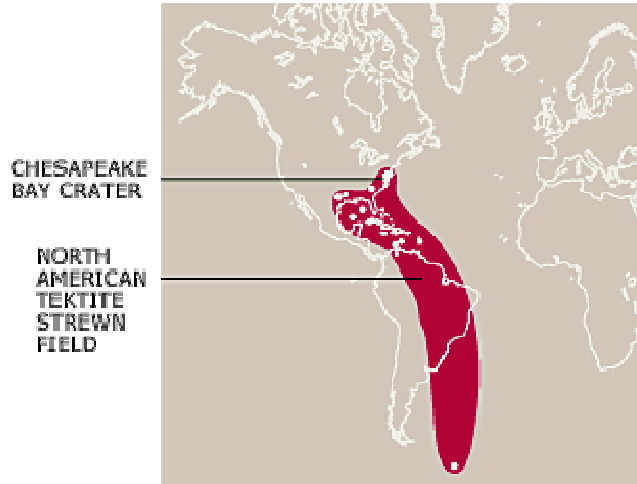 CHESAPEAKE
BAY CRATER
NORTH
AMERICAN
TEKTITE
STREWN
FIELD